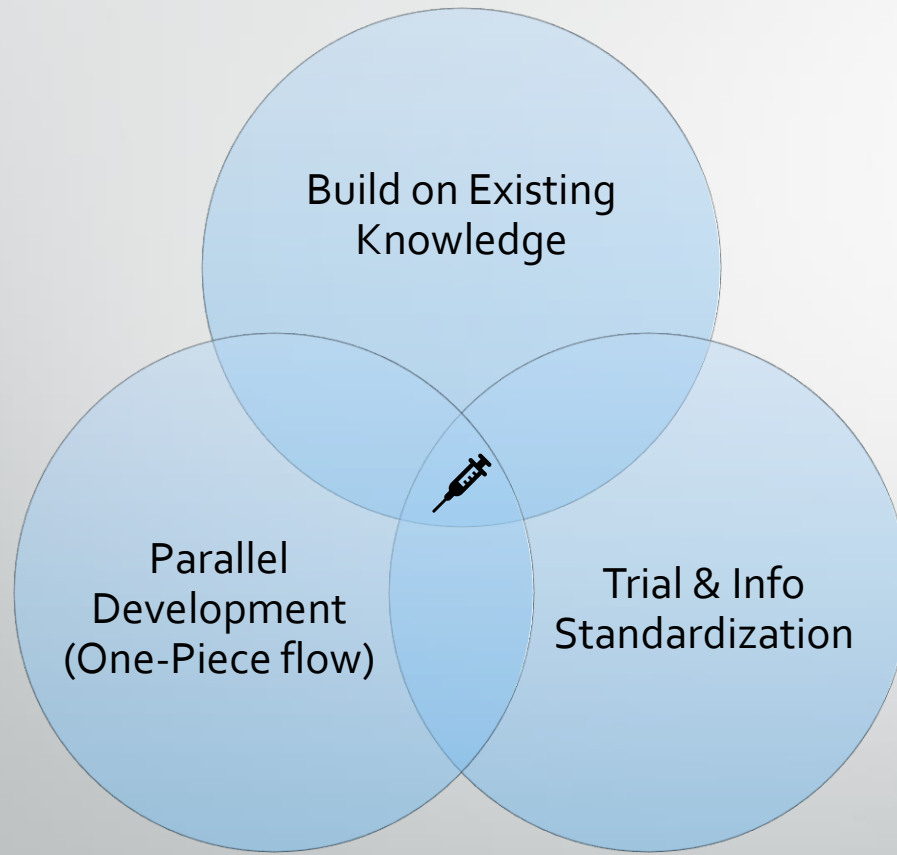 Build on Existing
Knowledge
Parallel
Development
(One-Piece flow)
Trial & Info
Standardization